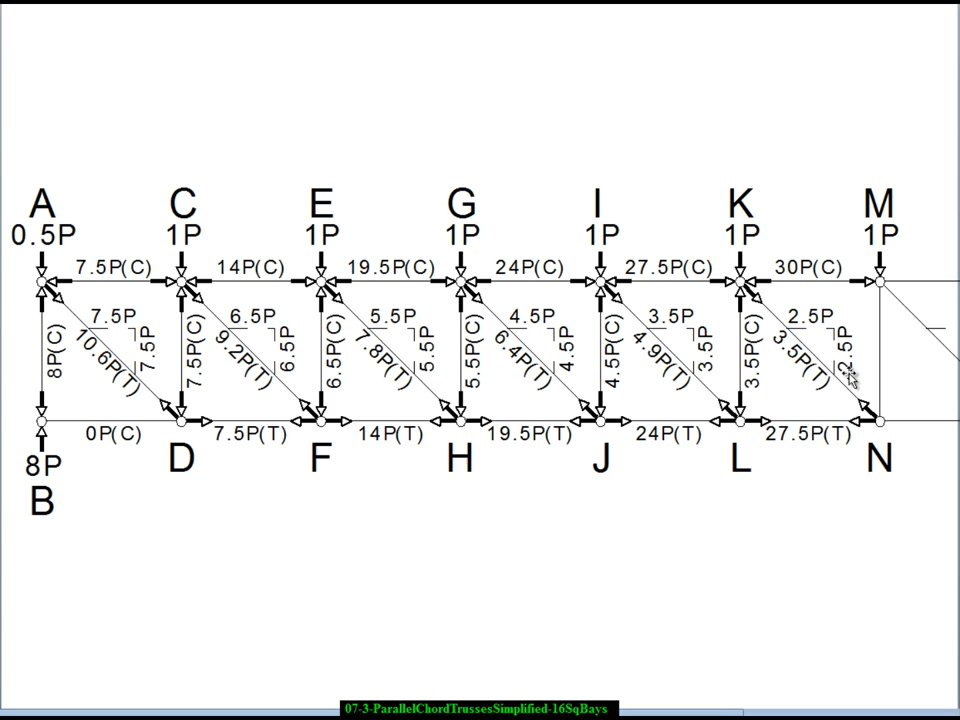 A C E G I K M
0.5P 1P 1P 1P 1P 1P 1P
7.5P(C) 14P(C) 19.5P(C) 24P(C) 27.5P(C) 30P(C)
7.5P 6.5P 5.5P 4.5P 3.5P 2.5P
8P(C) 10.6P(T) 7.5P 7.5P(C) 9.2P(T) 6.5P 6.5P(C) 7.8P(T) 5.5P 5.5P(C) 6.4P(T) 4.5P 4.5P(C) 4.9P(T) 3.5P 3.5P(C) 3.5P(T) 2.5P
0P(C) 7.5P(T) 14P(T) 19.5P(T) 24P(T) 27.5P(T)
8P D F H J L N
B
07-3-ParallelChordTrussesSimplified-16SqBays